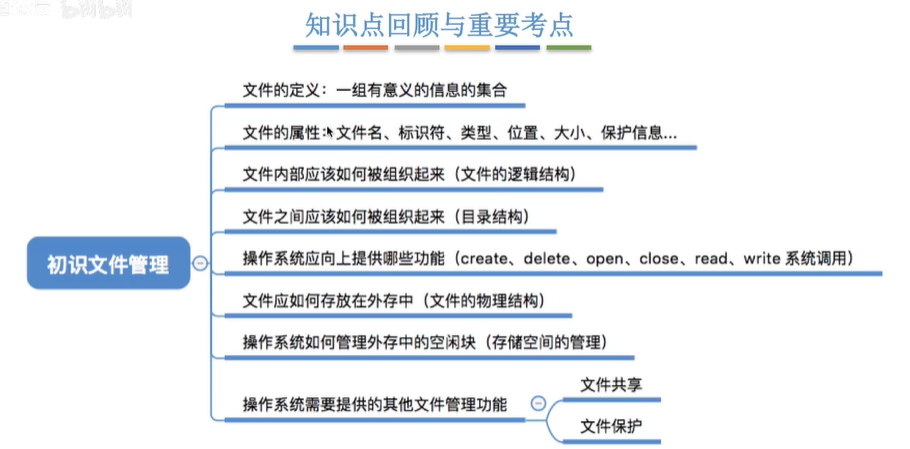 知识点回顾与重要考点
文件的定义：一组有意义的信息的集合
文件的属性：文件名、标识符、类型、位置、大小、保护信息...
文件内部应该如何被组织起来（文件的逻辑结构）
文件之间应该如何被组织起来（目录结构）
初识文件管理
操作系统应向上提供哪些功能（create、delete、open、close、read、write 系统调用）
文件应如何存放在外存中（文件的物理结构）
操作系统如何管理外存中的空闲块（存储空间的管理）
操作系统需要提供的其他文件管理功能
文件共享
文件保护